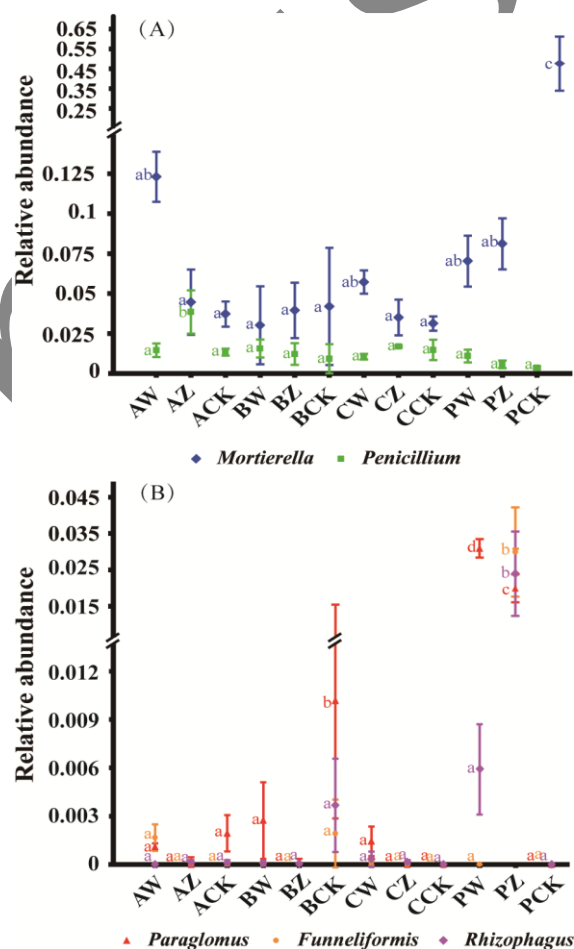 (A)
Relative abundance
0.65
0.55
0.45
0.35
0.25
0.125
0.1
0.075
0.05
0.025
0
ab a a a a a ab a a ab ab c
a b a a a a a a a a a a
AW AZ ACK BW BZ BCK CW CZ CCK PW PZ PCK
Mortierella Penicillium
(B)
Relative abundance
0.045
0.035
0.025
0.015
0.012
0.009
0.006
0.003
0
d b
b
c
b
a
a a a a a
a
AW AZ ACK BW BZ BCK CW CZ CCK PW PZ PCK
Paraglomus Funneliformis Rhizophagus